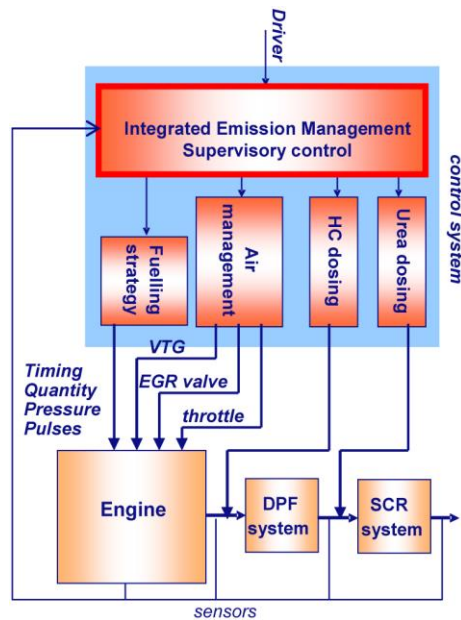 Driver
Integrated Emission Management
Supervisory control
control system
Fuelling
strategy
Air
management
HC dosing
Urea dosing
VTG
EGR valve
throttle
Timing
Quantity
Pressure
Pulses
Engine
DPF
system
SCR
system
sensors